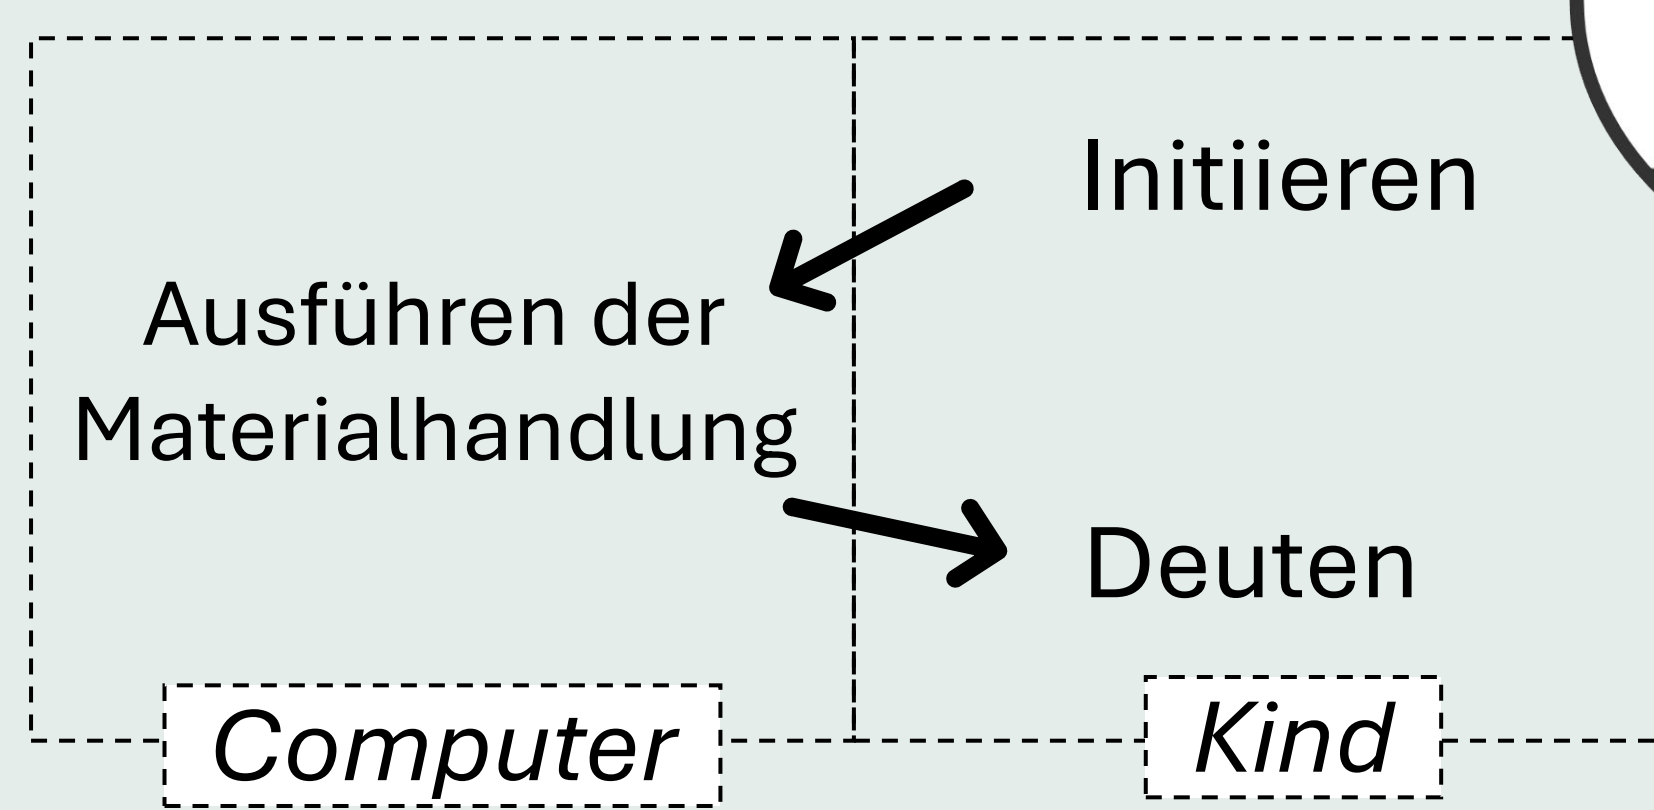 Initiieren
Ausführen der
Materialhandlung
Deuten
Computer
Kind